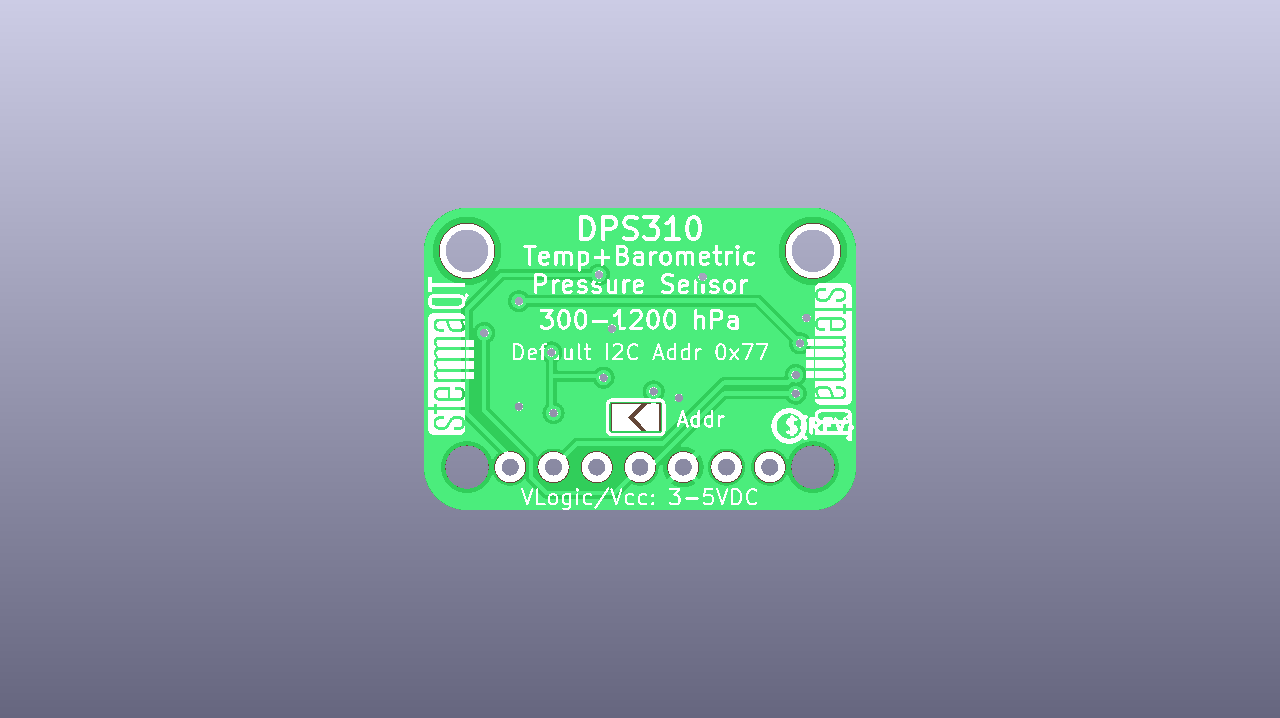 DPS310
Temp+Barometric
Pressure Sensor
300-1200 hPa
Default I2C Addr 0x77
Addr
VLogic/Vcc: 3-5VDC
stemmaQT
stemmaQT